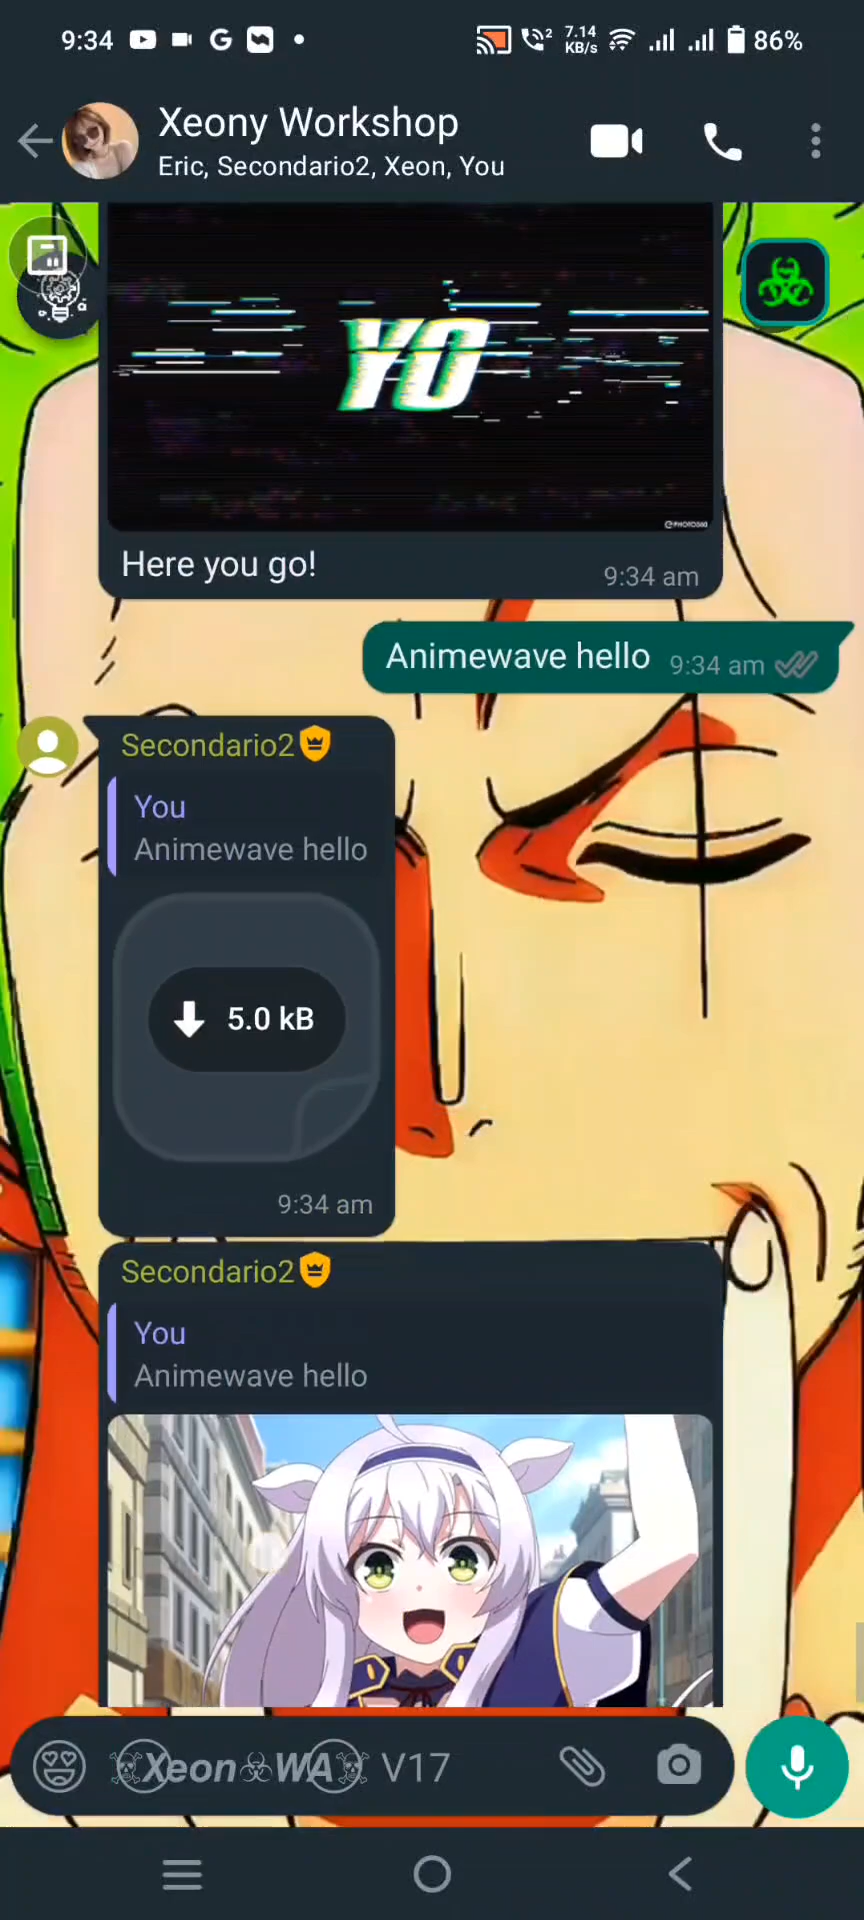 9:34
7.14
KB/s
86%
Xeony Workshop
Eric, Secondario2, Xeon, You
YO
PHOTO360
Here you go!
9:34 am
Animewave hello
9:34 am
Secondario2
You
Animewave hello
5.0 kB
9:34 am
Secondario2
You
Animewave hello
Xeon WA V17